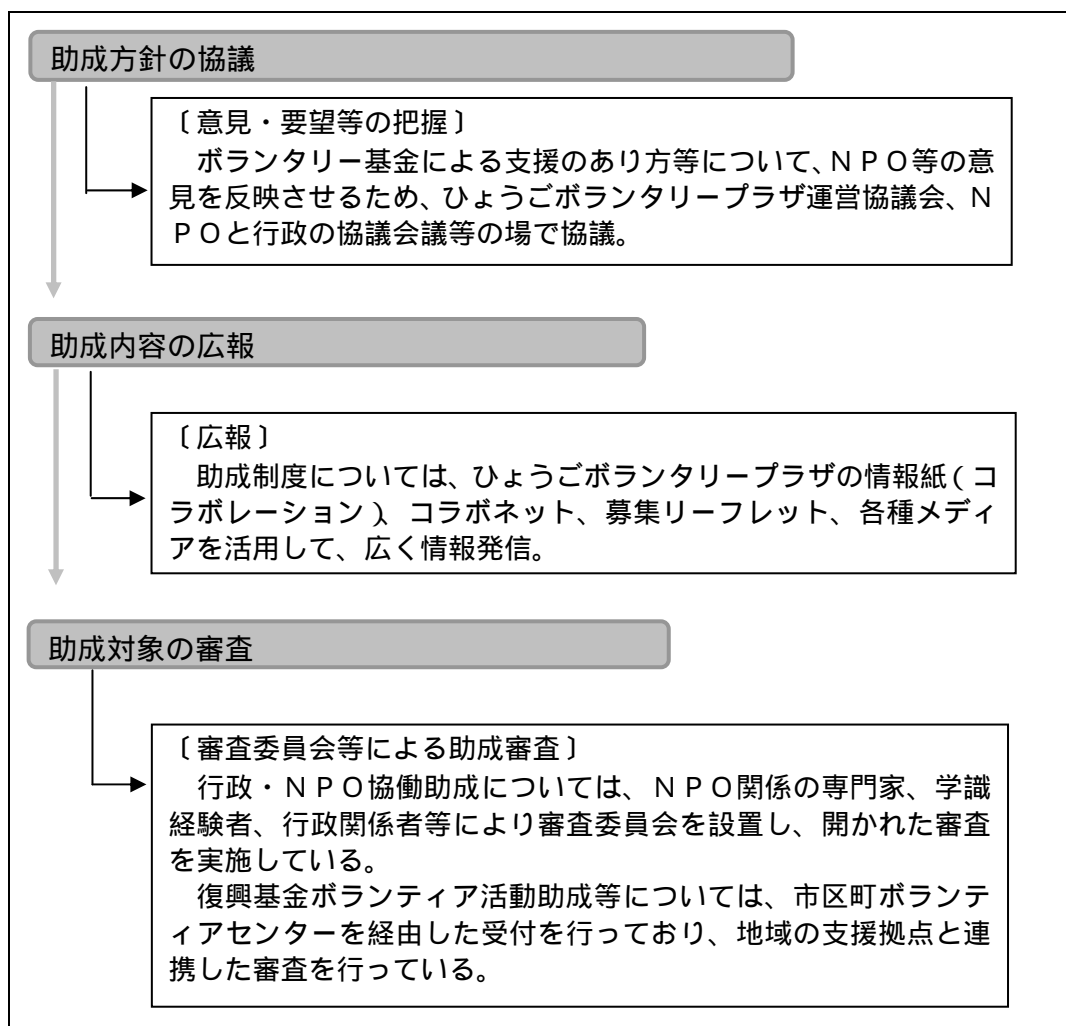 助成方針の協議
〔意見・要望等の把握〕
ボランタリー基金による支援のあり方等について、ＮＰＯ等の意
見を反映させるため、ひょうごボランタリープラザ運営協議会、Ｎ
ＰＯと行政の協議会議等の場で協議。
助成内容の広報
〔広報〕
助成制度については、ひょうごボランタリープラザの情報紙（コ
ラボレーション）、コラボネット、募集リーフレット、各種メディ
アを活用して、広く情報発信。
助成対象の審査
〔審査委員会等による助成審査〕
行政・ＮＰＯ協働助成については、ＮＰＯ関係の専門家、学識
経験者、行政関係者等により審査委員会を設置し、開かれた審査
を実施している。
復興基金ボランティア活動助成等については、市区町ボランテ
ィアセンターを経由した受付を行っており、地域の支援拠点と連
携した審査を行っている。